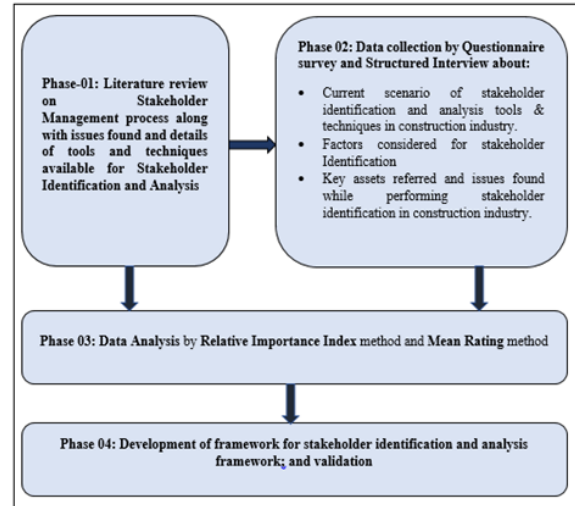 Phase-01: Literature review
on Stakeholder
Management process along
with issues found and details
of tools and techniques
available for Stakeholder
Identification and Analysis
Phase 02: Data collection by Questionnaire
survey and Structured Interview about:
• Current scenario of stakeholder
identification and analysis tools &
techniques in construction industry.
• Factors considered for stakeholder
Identification
• Key assets referred and issues found
while performing stakeholder
identification in construction industry.
Phase 03: Data Analysis by Relative Importance Index method and Mean Rating method
Phase 04: Development of framework for stakeholder identification and analysis
framework; and validation